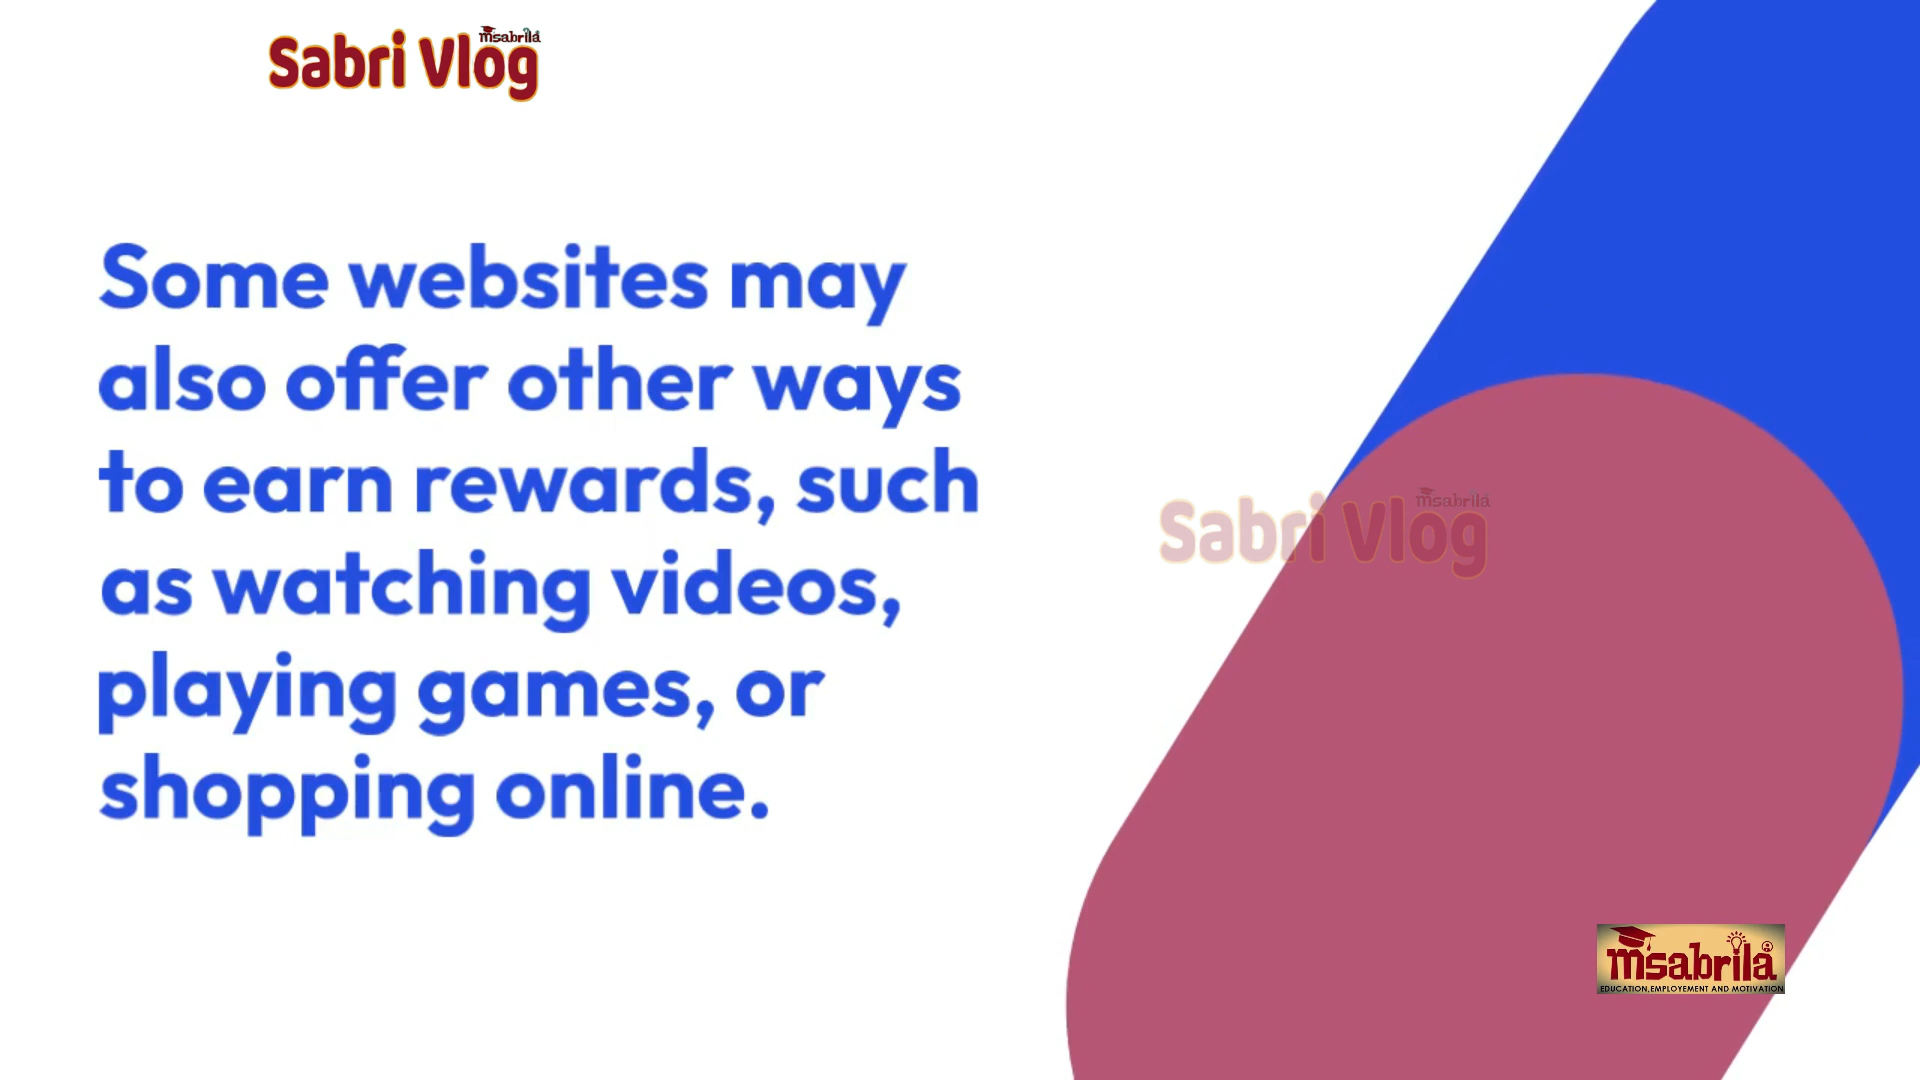 msabrila
Sabri Vlog
Some websites may
also offer other ways
to earn rewards, such
as watching videos,
playing games, or
shopping online.
msabrila
Sabri Vlog
msabrila
EDUCATION,EMPLOYEMENT AND MOTIVATION